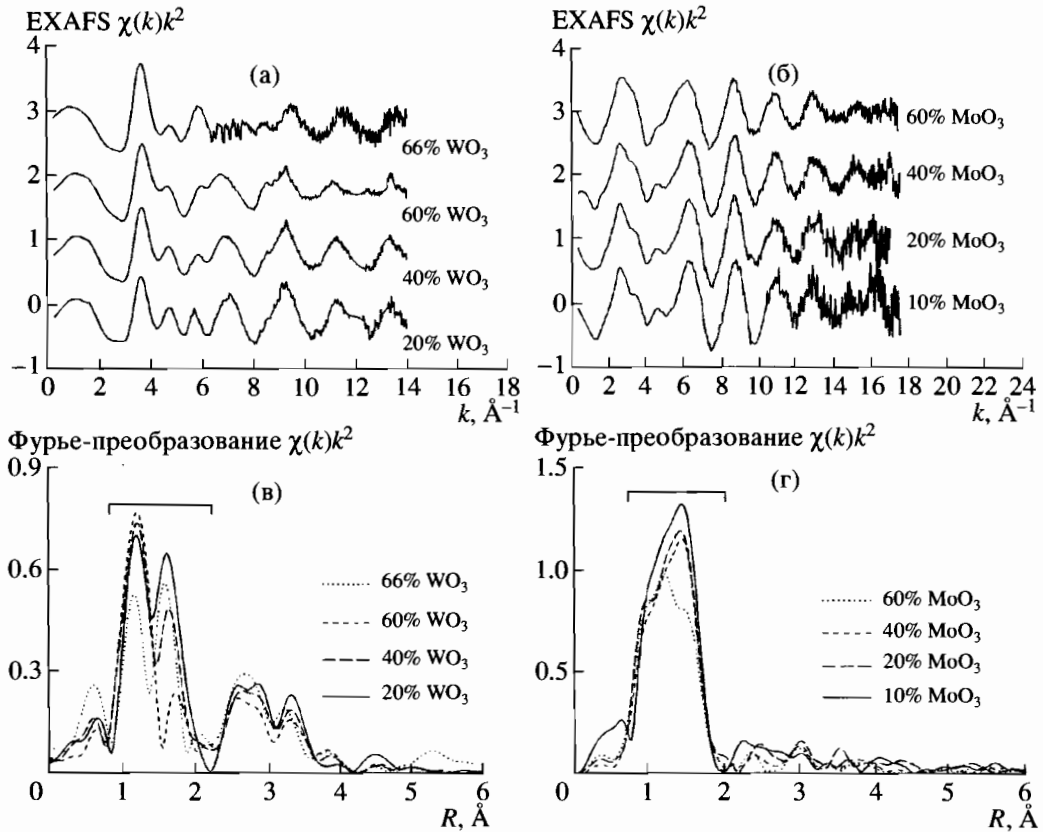 EXAFS χ(k)k²
4
3
2
1
0
−1
(а)
66% WO₃
60% WO₃
40% WO₃
20% WO₃
0 2 4 6 8 10 12 14 16 18
k, Å⁻¹
EXAFS χ(k)k²
4
3
2
1
0
−1
(б)
60% MoO₃
40% MoO₃
20% MoO₃
10% MoO₃
0 2 4 6 8 10 12 14 16 18 20 22 24
k, Å⁻¹
Фурье-преобразование χ(k)k²
0.9
0.6
0.3
(в)
66% WO₃
60% WO₃
40% WO₃
20% WO₃
0 1 2 3 4 5 6
R, Å
Фурье-преобразование χ(k)k²
1.5
1.0
0.5
(г)
60% MoO₃
40% MoO₃
20% MoO₃
10% MoO₃
0 1 2 3 4 5 6
R, Å